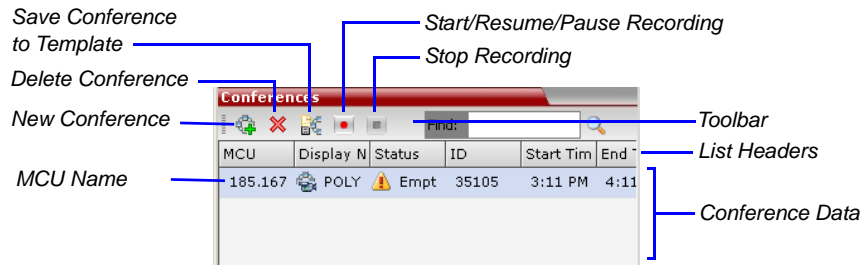 Save Conference
to Template
Start/Resume/Pause Recording
Stop Recording
Delete Conference
Conferences
New Conference
Find:
Toolbar
MCU Display N Status ID Start Tim End T
List Headers
MCU Name
185.167 POLY Empt 35105 3:11 PM 4:11
Conference Data